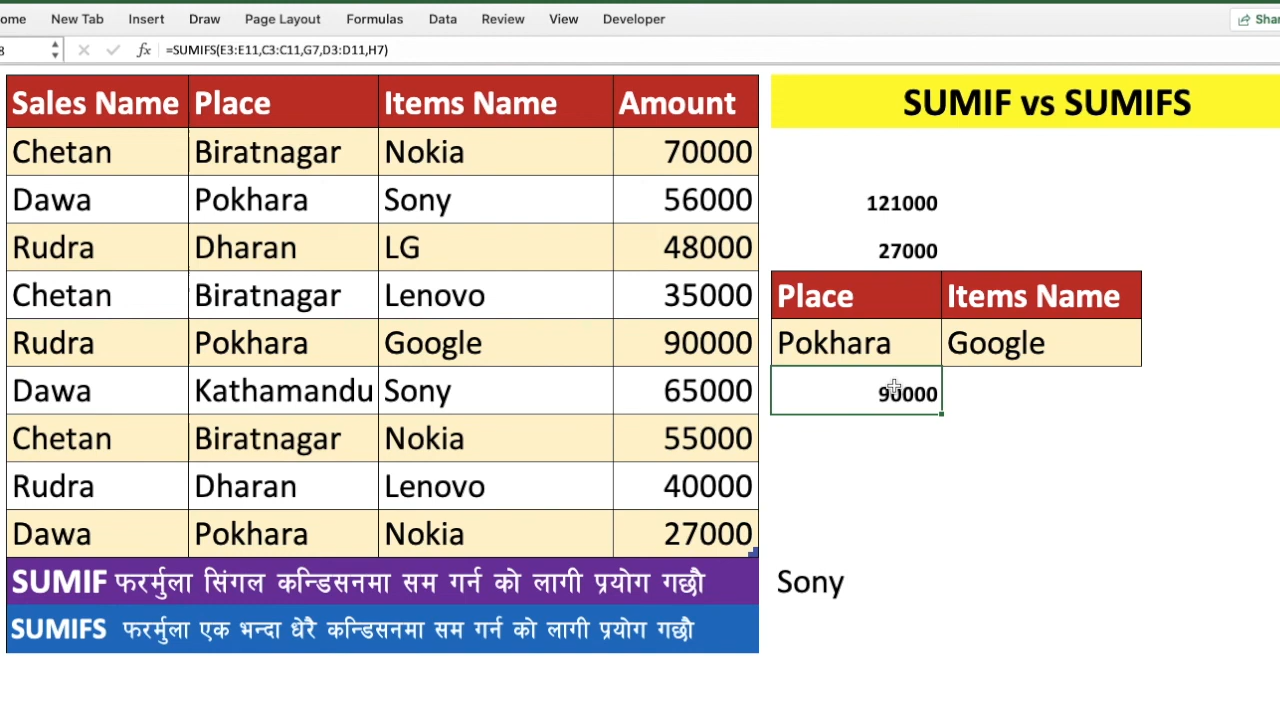 ome New Tab Insert Draw Page Layout Formulas Data Review View Developer Shar
8 fx =SUMIFS(E3:E11,C3:C11,G7,D3:D11,H7)
Sales Name Place Items Name Amount SUMIF vs SUMIFS
Chetan Biratnagar Nokia 70000
Dawa Pokhara Sony 56000 121000
Rudra Dharan LG 48000 27000
Chetan Biratnagar Lenovo 35000 Place Items Name
Rudra Pokhara Google 90000 Pokhara Google
Dawa Kathamandu Sony 65000 90000
Chetan Biratnagar Nokia 55000
Rudra Dharan Lenovo 40000
Dawa Pokhara Nokia 27000
SUMIF फरर्मुला सिंगल कन्डिसनमा सम गर्न को लागी प्रयोग गर्छौ Sony
SUMIFS फरर्मुला एक भन्दा धेरै कन्डिसनमा सम गर्न को लागी प्रयोग गर्छौ